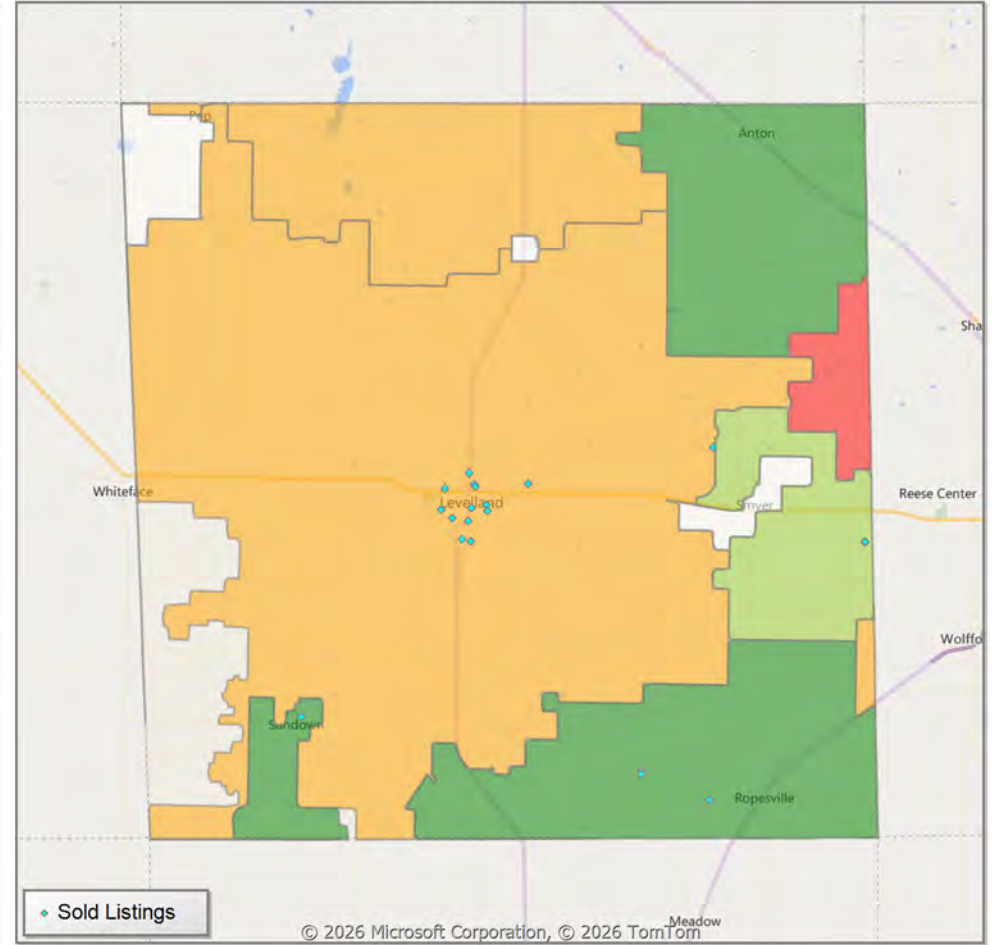 Pep
Anton
Sha
Whiteface
Levelland
Smyer
Reese Center
Wolffo
Sundown
Ropesville
Sold Listings
Meadow
© 2026 Microsoft Corporation, © 2026 TomTom